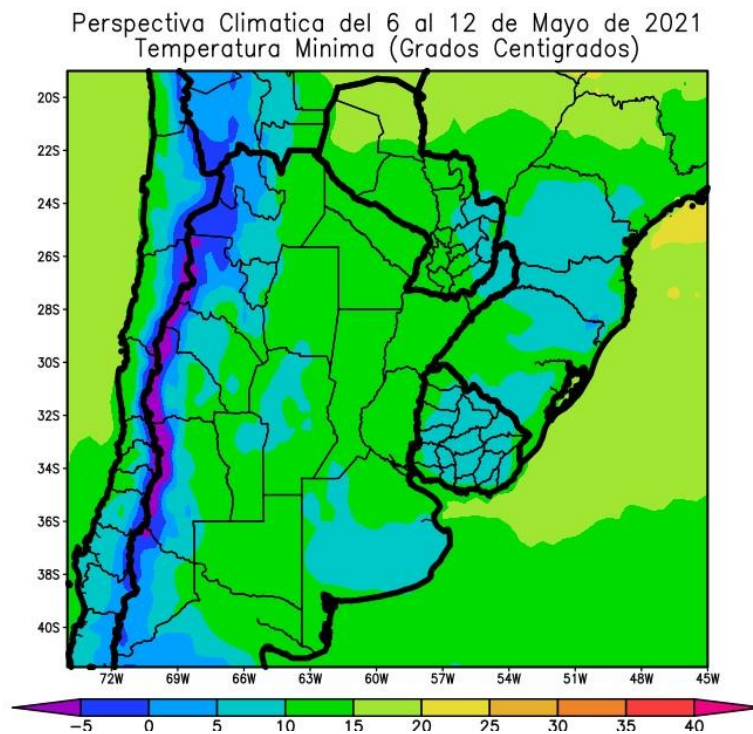 Perspectiva Climatica del 6 al 12 de Mayo de 2021
Temperatura Minima (Grados Centigrados)
20S
22S
24S
26S
28S
30S
32S
34S
36S
38S
40S
72W 69W 66W 63W 60W 57W 54W 51W 48W 45W
-5 0 5 10 15 20 25 30 35 40